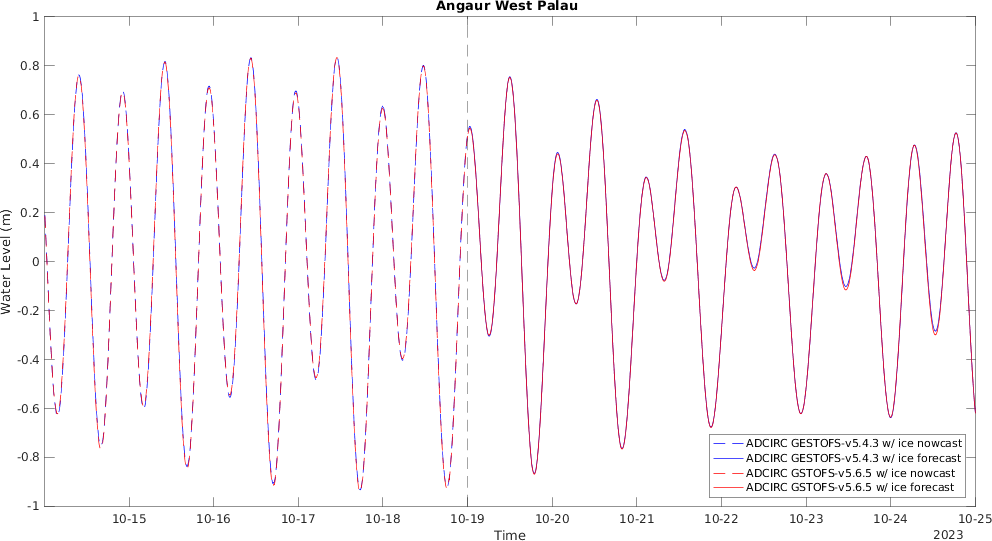 Angaur West Palau
1
0.8
0.6
0.4
0.2
0
-0.2
-0.4
-0.6
-0.8
-1
Water Level (m)
10-15 10-16 10-17 10-18 10-19 10-20 10-21 10-22 10-23 10-24 10-25
Time
2023
ADCIRC GESTOFS-v5.4.3 w/ ice nowcast
ADCIRC GESTOFS-v5.4.3 w/ ice forecast
ADCIRC GSTOFS-v5.6.5 w/ ice nowcast
ADCIRC GSTOFS-v5.6.5 w/ ice forecast